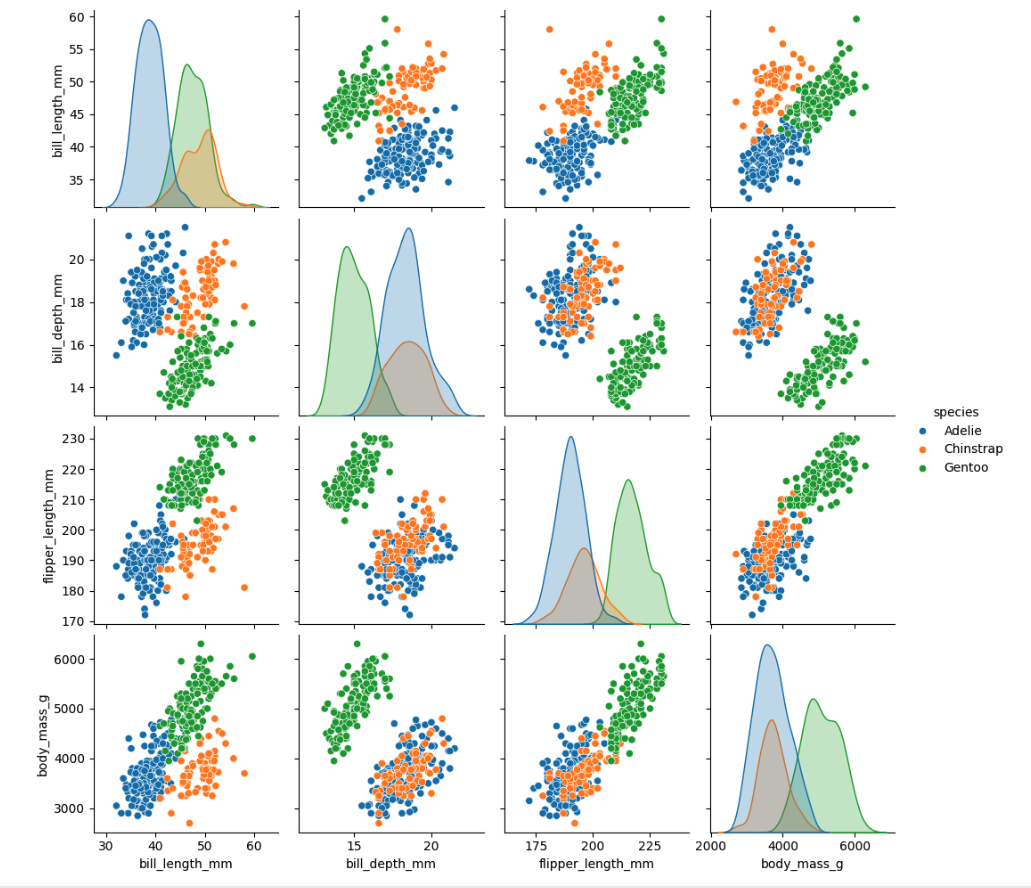 60
55
50
45
40
35
bill_length_mm
20
18
16
14
bill_depth_mm
species
Adelie
Chinstrap
Gentoo
230
220
210
200
190
180
170
flipper_length_mm
6000
5000
4000
3000
body_mass_g
30 40 50 60
15 20
175 200 225
2000 4000 6000
bill_length_mm
bill_depth_mm
flipper_length_mm
body_mass_g